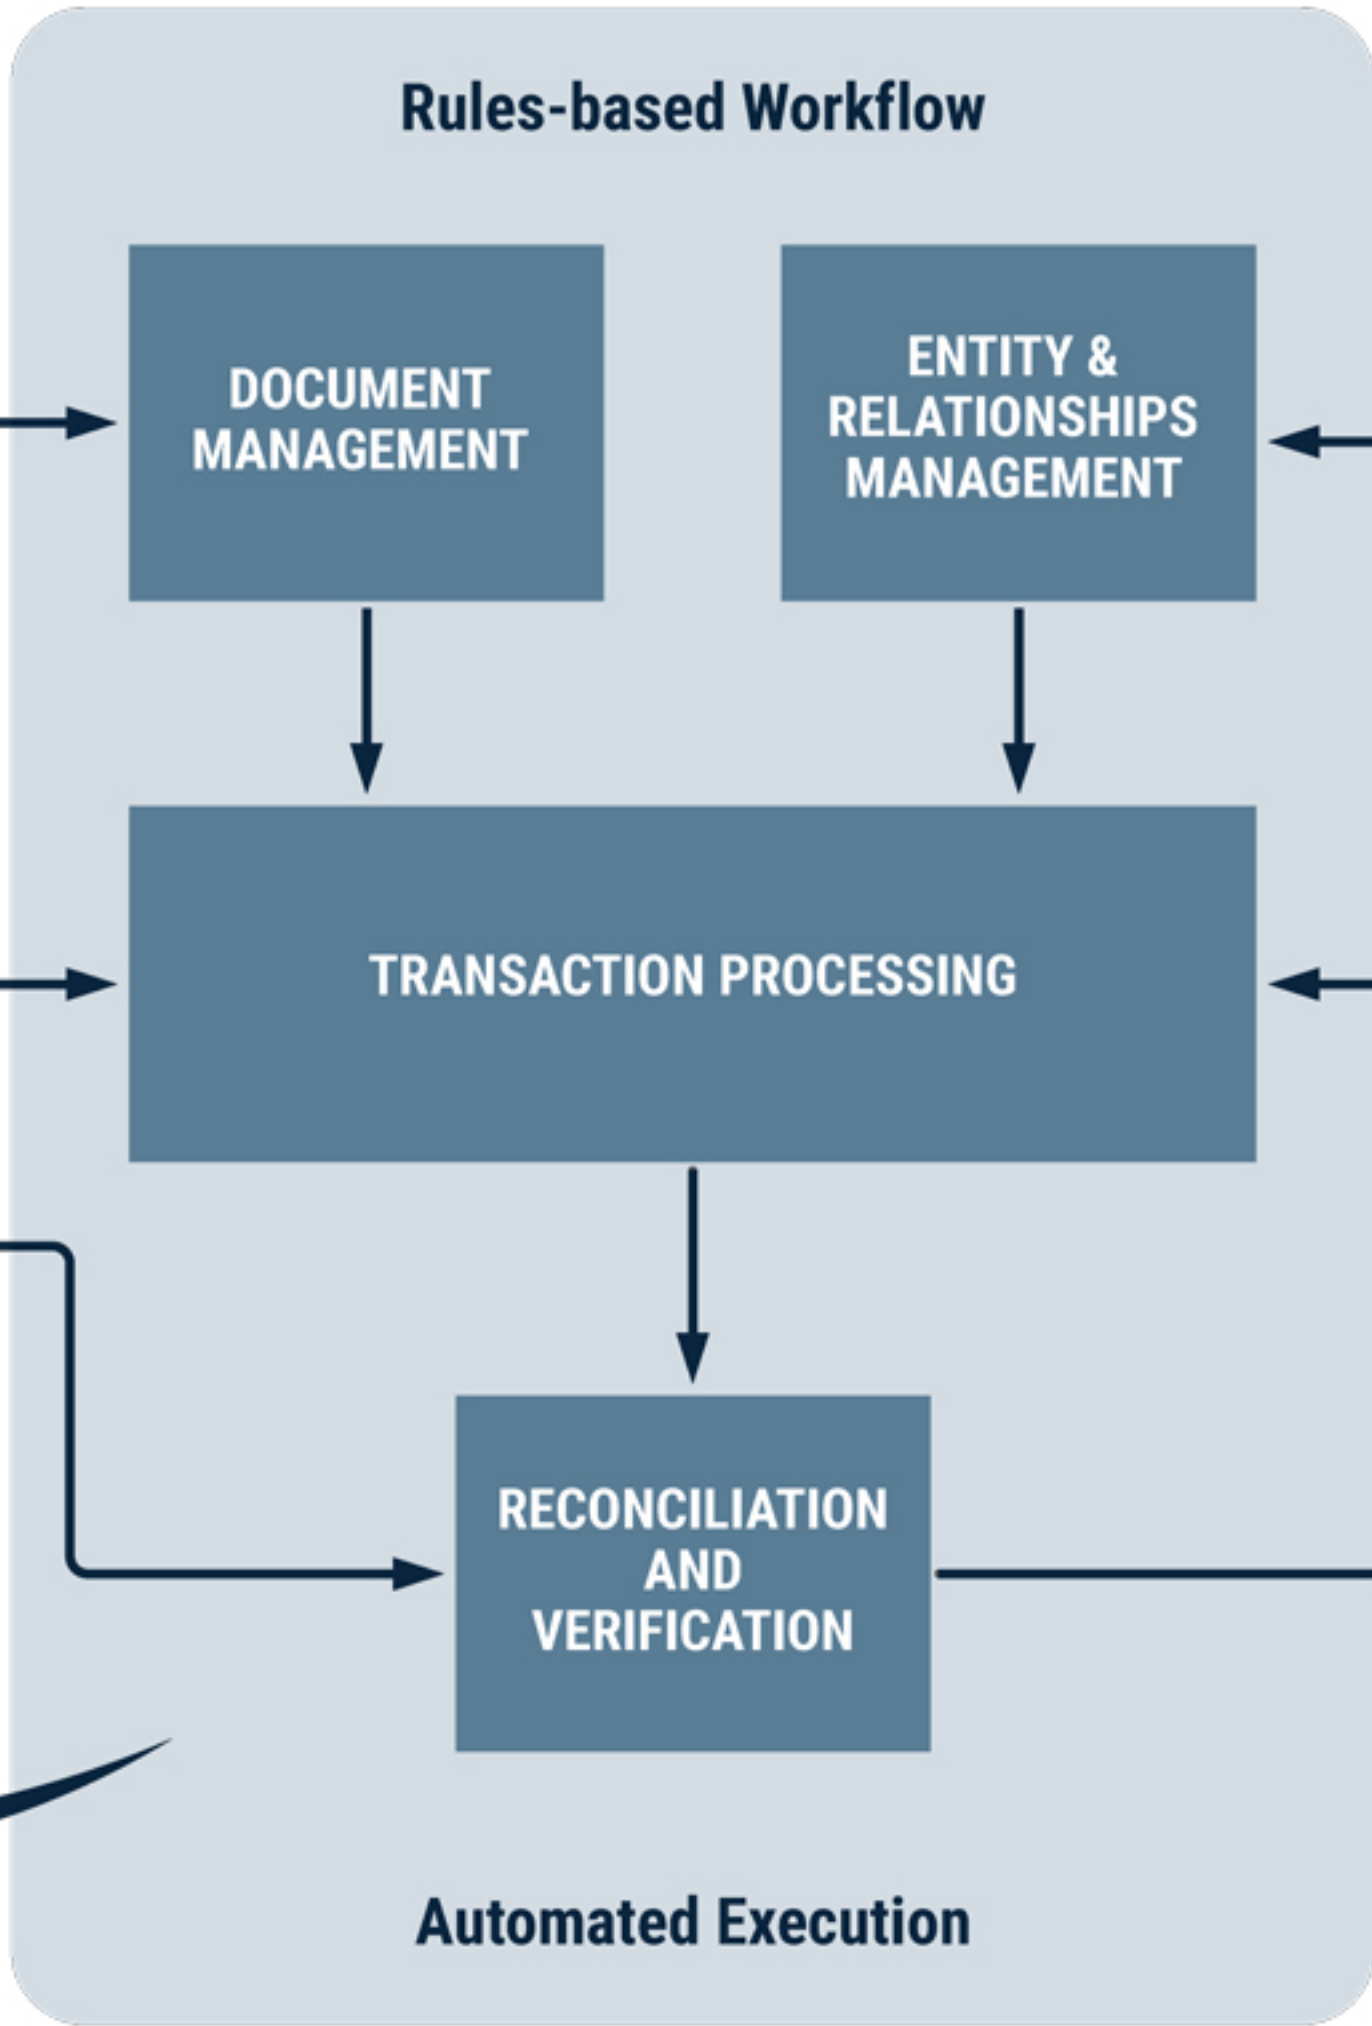 Rules-based Workflow
DOCUMENT
MANAGEMENT
ENTITY &
RELATIONSHIPS
MANAGEMENT
TRANSACTION PROCESSING
RECONCILIATION
AND
VERIFICATION
Automated Execution